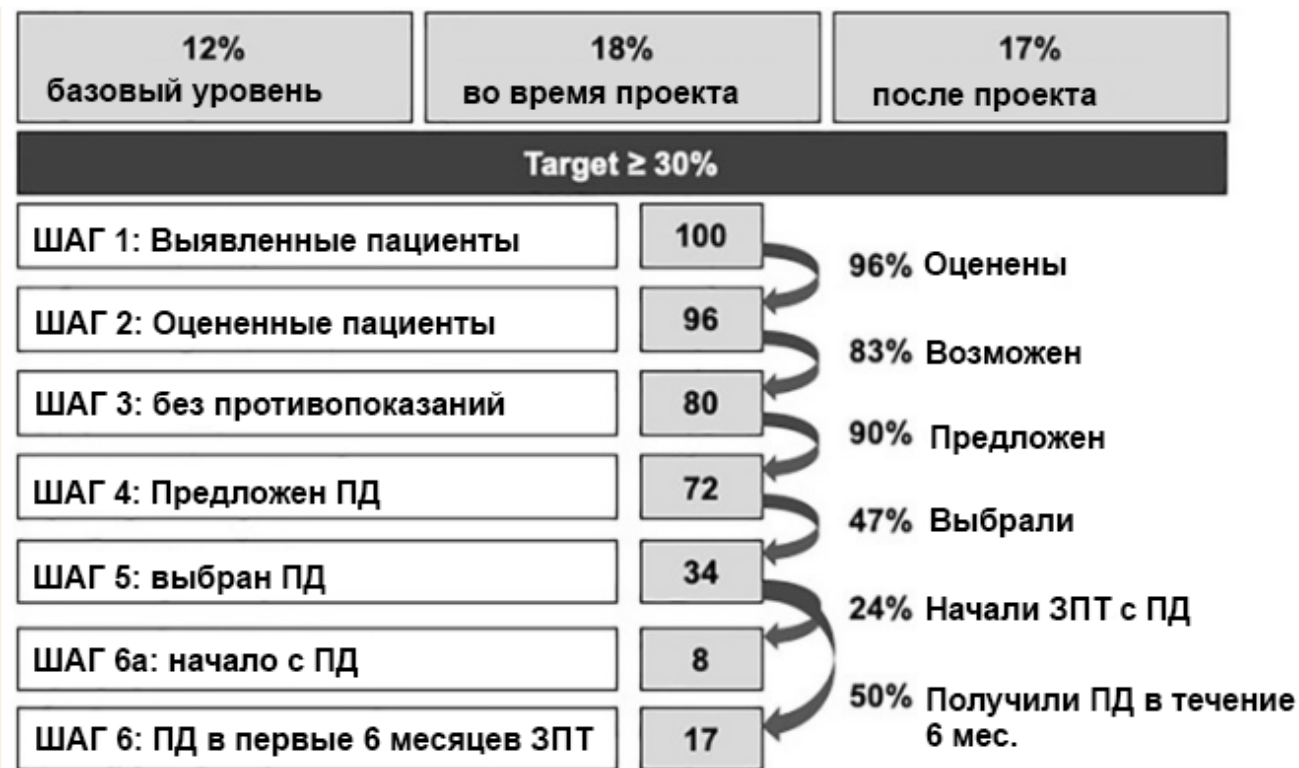 12%
базовый уровень
18%
во время проекта
17%
после проекта
Target ≥ 30%
ШАГ 1: Выявленные пациенты
100
96% Оценены
ШАГ 2: Оцененные пациенты
96
83% Возможен
ШАГ 3: без противопоказаний
80
90% Предложен
ШАГ 4: Предложен ПД
72
47% Выбрали
ШАГ 5: выбран ПД
34
24% Начали ЗПТ с ПД
ШАГ 6а: начало с ПД
8
50% Получили ПД в течение
6 мес.
ШАГ 6: ПД в первые 6 месяцев ЗПТ
17